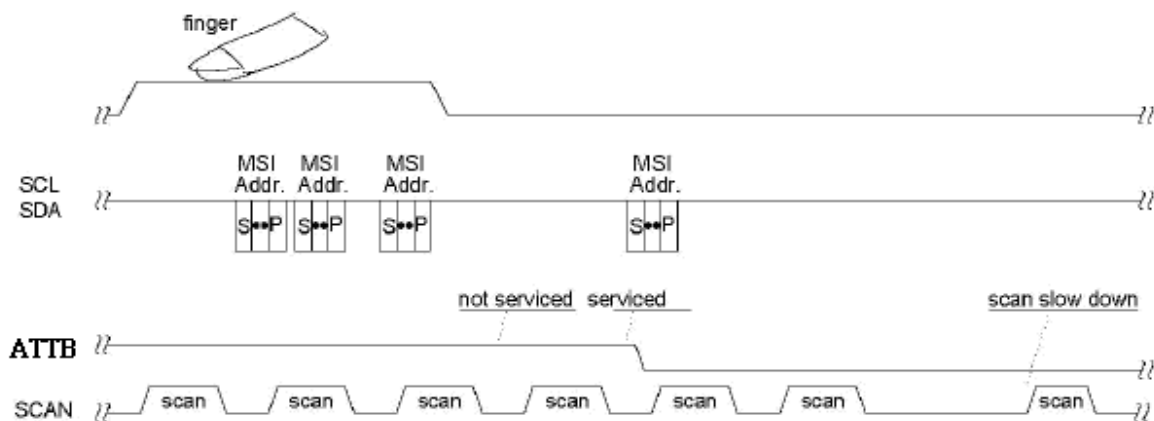 finger
MSI MSI MSI MSI
Addr. Addr. Addr. Addr.
SCL
SDA
S••P S••P S••P S••P
not serviced serviced scan slow down
ATTB
SCAN scan scan scan scan scan scan scan